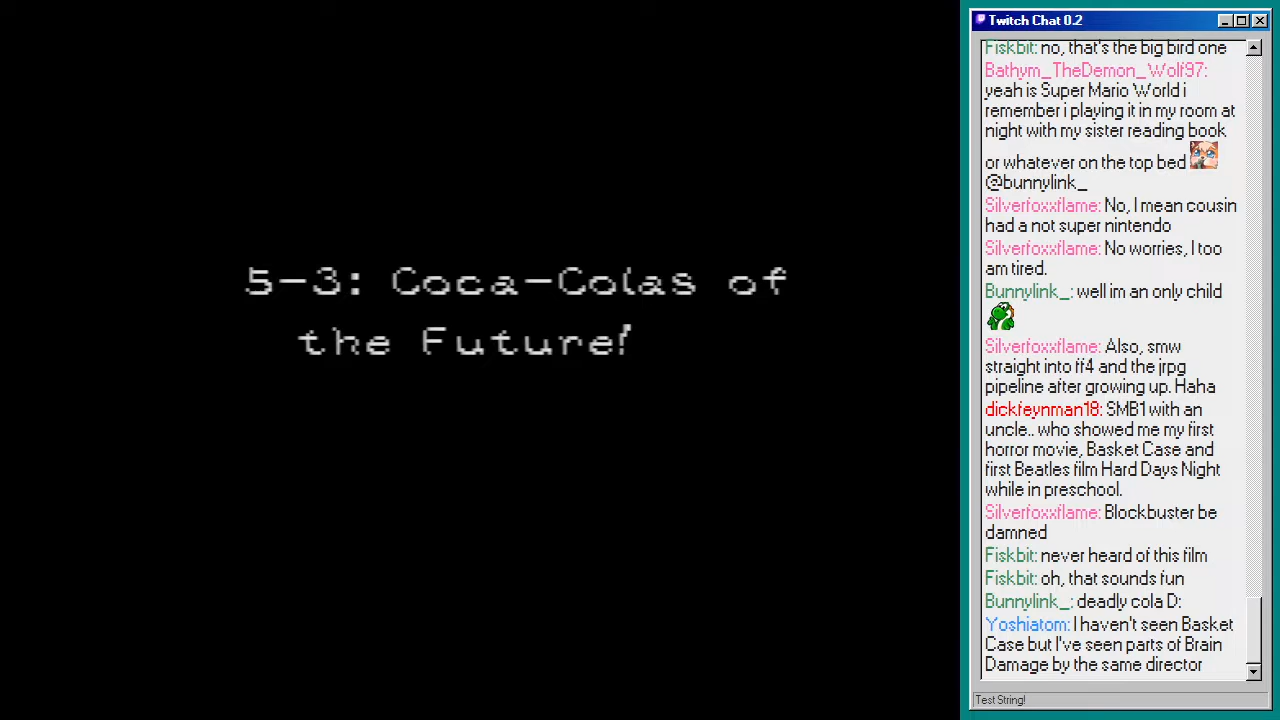 5-3: Coca-Colas of
the Future!
Twitch Chat 0.2
Fiskbit: no, that's the big bird one
Bathym_TheDemon_Wolf97:
yeah is Super Mario World i
remember i playing it in my room at
night with my sister reading book
or whatever on the top bed
@bunnylink_
Silverfoxxflame: No, I mean cousin
had a not super nintendo
Silverfoxxflame: No worries, I too
am tired.
Bunnylink_: well im an only child
Silverfoxxflame: Also, smw
straight into ff4 and the jrpg
pipeline after growing up. Haha
dickfeynman18: SMB1 with an
uncle.. who showed me my first
horror movie, Basket Case and
first Beatles film Hard Days Night
while in preschool.
Silverfoxxflame: Blockbuster be
damned
Fiskbit: never heard of this film
Fiskbit: oh, that sounds fun
Bunnylink_: deadly cola D:
Yoshiatom: I haven't seen Basket
Case but I've seen parts of Brain
Damage by the same director
Test String!